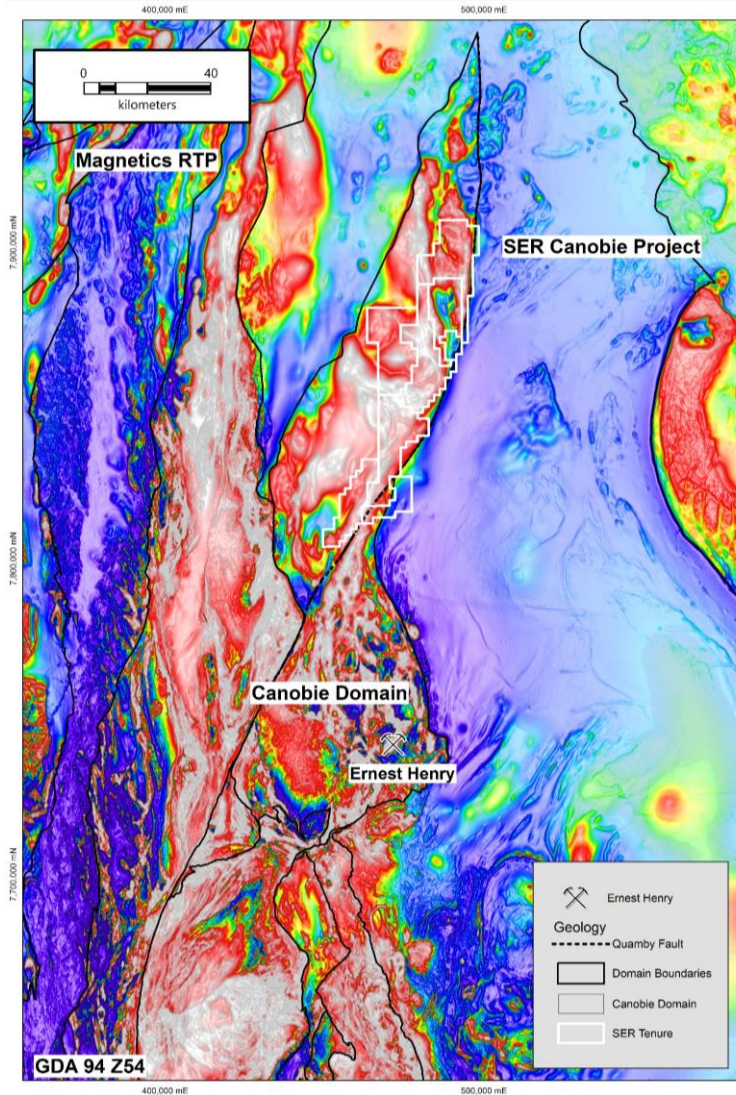 400,000 mE
500,000 mE
0
40
kilometers
Magnetics RTP
7,900,000 mN
SER Canobie Project
7,800,000 mN
Canobie Domain
Ernest Henry
7,700,000 mN
Ernest Henry
Geology
Quamby Fault
Domain Boundaries
Canobie Domain
SER Tenure
GDA 94 Z54
400,000 mE
500,000 mE